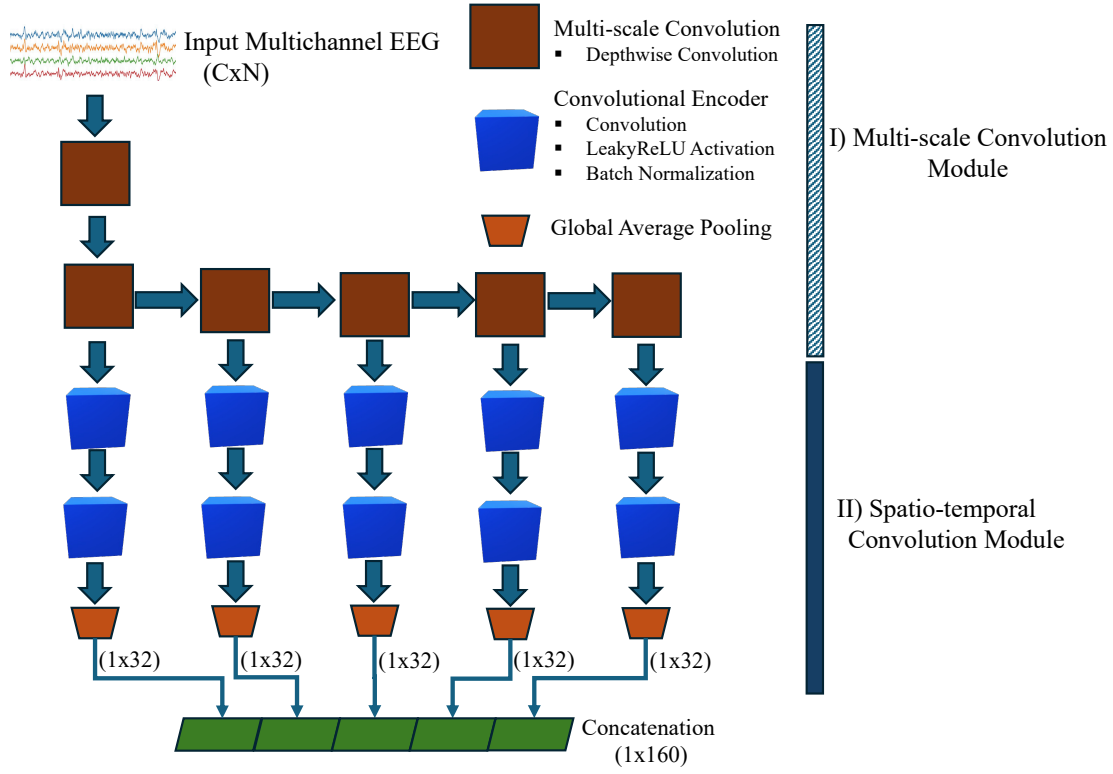 Input Multichannel EEG
(CxN)
Multi-scale Convolution
▪ Depthwise Convolution
Convolutional Encoder
▪ Convolution
▪ LeakyReLU Activation
▪ Batch Normalization
Global Average Pooling
I) Multi-scale Convolution
Module
II) Spatio-temporal
Convolution Module
(1x32)
(1x32)
(1x32)
(1x32)
(1x32)
Concatenation
(1x160)